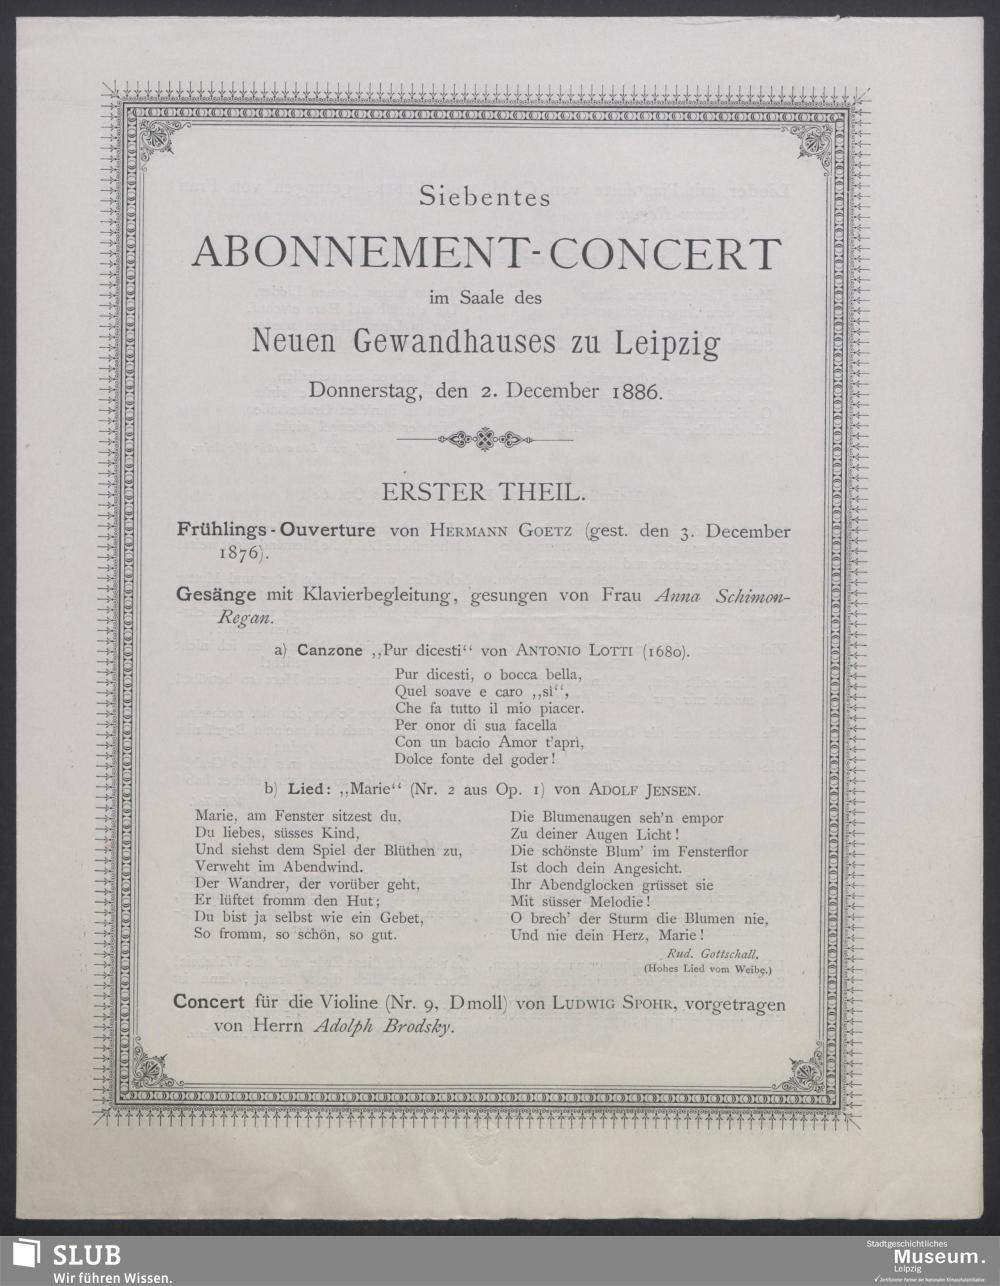 Siebentes
ABONNEMENT-CONCERT
im Saale des
Neuen Gewandhauses zu Leipzig
Donnerstag, den 2. December 1886.
ERSTER THEIL.
Frühlings-Ouverture von HERMANN GOETZ (gest. den 3. December
1876).
Gesänge mit Klavierbegleitung, gesungen von Frau Anna Schimon-
Regan.
a) Canzone ,,Pur dicesti“ von ANTONIO LOTTI (1680).
Pur dicesti, o bocca bella,
Quel soave e caro ,,sì“,
Che fa tutto il mio piacer.
Per onor di sua facella
Con un bacio Amor t'aprì,
Dolce fonte del goder!
b) Lied: ,,Marie“ (Nr. 2 aus Op. 1) von ADOLF JENSEN.
Marie, am Fenster sitzest du,
Du liebes, süsses Kind,
Und siehst dem Spiel der Blüthen zu,
Verweht im Abendwind.
Der Wandrer, der vorüber geht,
Er lüftet fromm den Hut;
Du bist ja selbst wie ein Gebet,
So fromm, so schön, so gut.
Die Blumenaugen seh'n empor
Zu deiner Augen Licht!
Die schönste Blum' im Fensterflor
Ist doch dein Angesicht.
Ihr Abendglocken grüsset sie
Mit süsser Melodie!
O brech' der Sturm die Blumen nie,
Und nie dein Herz, Marie!
Rud. Gottschall,
(Hohes Lied vom Weibe.)
Concert für die Violine (Nr. 9, Dmoll) von LUDWIG SPOHR, vorgetragen
von Herrn Adolph Brodsky.
SLUB
Wir führen Wissen.
Stadtgeschichtliches
Museum.
Leipzig
Zertifizierter Partner der Nationalen Klimaschutzinitiative